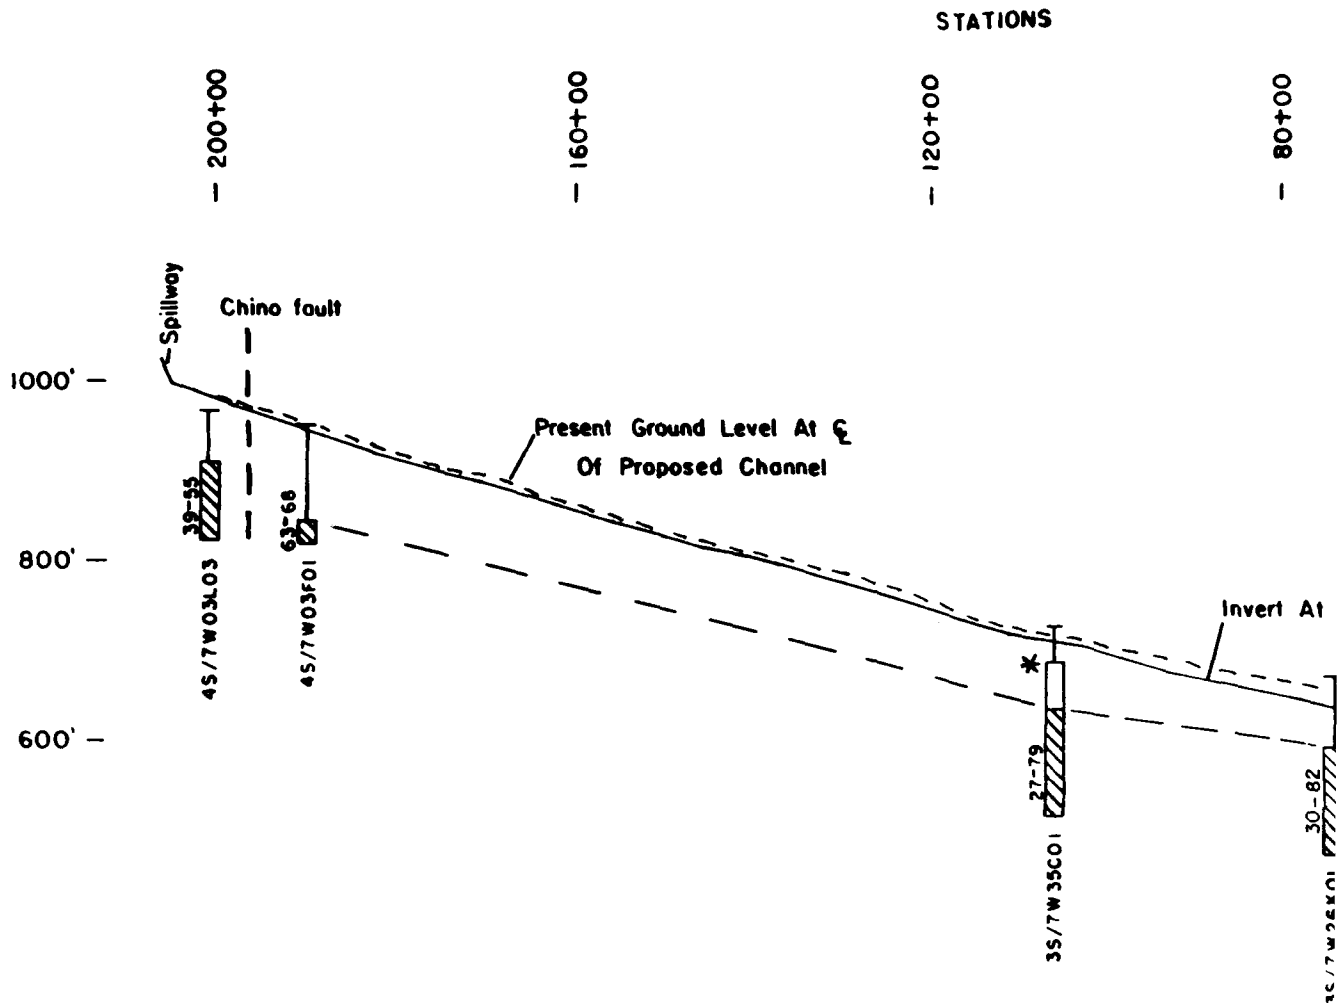 STATIONS
200+00
160+00
120+00
80+00
Spillway
Chino fault
1000'
Present Ground Level At ℄
Of Proposed Channel
39-55
63-68
800'
4S/7W03L03
4S/7W03F01
Invert At
*
600'
27-79
30-82
3S/7W35C01